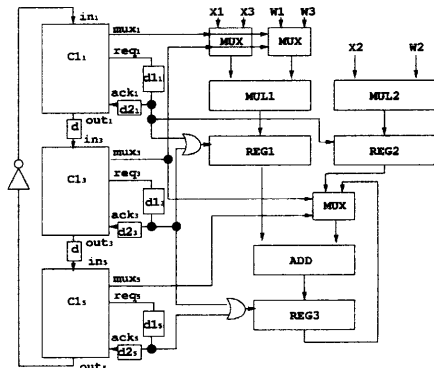 in₁
mux₁
X1 X3 W1 W3
C1₁
req₁
MUX MUX
d1₁
X2 W2
ack₁
d2₁
MUL1 MUL2
out₁
d
in₃
mux₃
REG1 REG2
C1₃
req₃
d1₃
MUX
ack₃
d2₃
out₃
d
in₅
mux₅
ADD
C1₅
req₅
d1₅
REG3
ack₅
d2₅
out₅